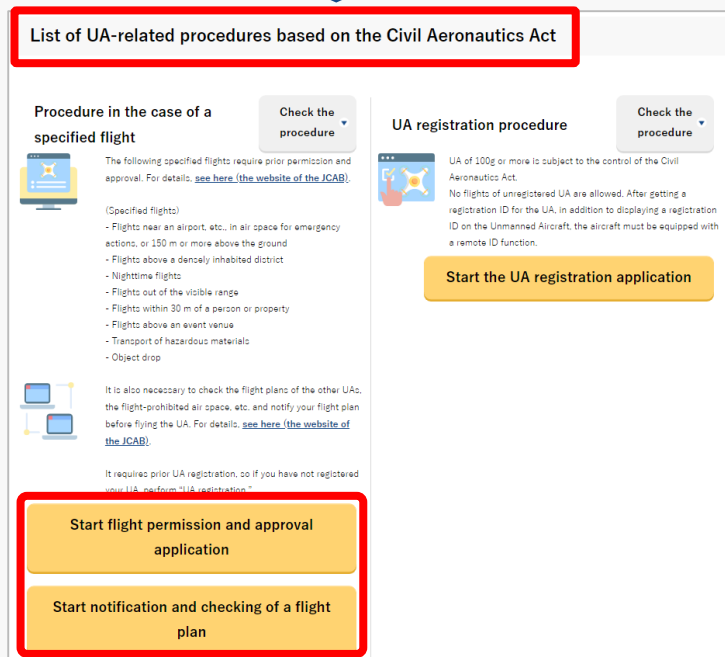 List of UA-related procedures based on the Civil Aeronautics Act
Procedure in the case of a
specified flight
Check the
procedure
The following specified flights require prior permission and
approval. For details, see here (the website of the JCAB).
(Specified flights)
- Flights near an airport, etc., in air space for emergency
actions, or 150 m or more above the ground
- Flights above a densely inhabited district
- Nighttime flights
- Flights out of the visible range
- Flights within 30 m of a person or property
- Flights above an event venue
- Transport of hazardous materials
- Object drop
It is also necessary to check the flight plans of the other UAs,
the flight-prohibited air space, etc. and notify your flight plan
before flying the UA. For details, see here (the website of
the JCAB).
It requires prior UA registration, so if you have not registered
your UA, perform "UA registration."
Start flight permission and approval
application
Start notification and checking of a flight
plan
UA registration procedure
Check the
procedure
UA of 100g or more is subject to the control of the Civil
Aeronautics Act.
No flights of unregistered UA are allowed. After getting a
registration ID for the UA, in addition to displaying a registration
ID on the Unmanned Aircraft, the aircraft must be equipped with
a remote ID function.
Start the UA registration application